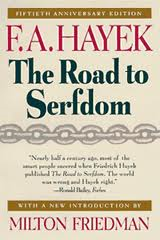 FIFTIETH ANNIVERSARY EDITION
F.A.HAYEK
The Road to
Serfdom
"Nearly half a century ago, most of the
smart people sneered when Friedrich Hayek
published The Road to Serfdom. The world
was wrong and Hayek right."
—Ronald Bailey, Forbes
WITH A NEW INTRODUCTION BY
MILTON FRIEDMAN